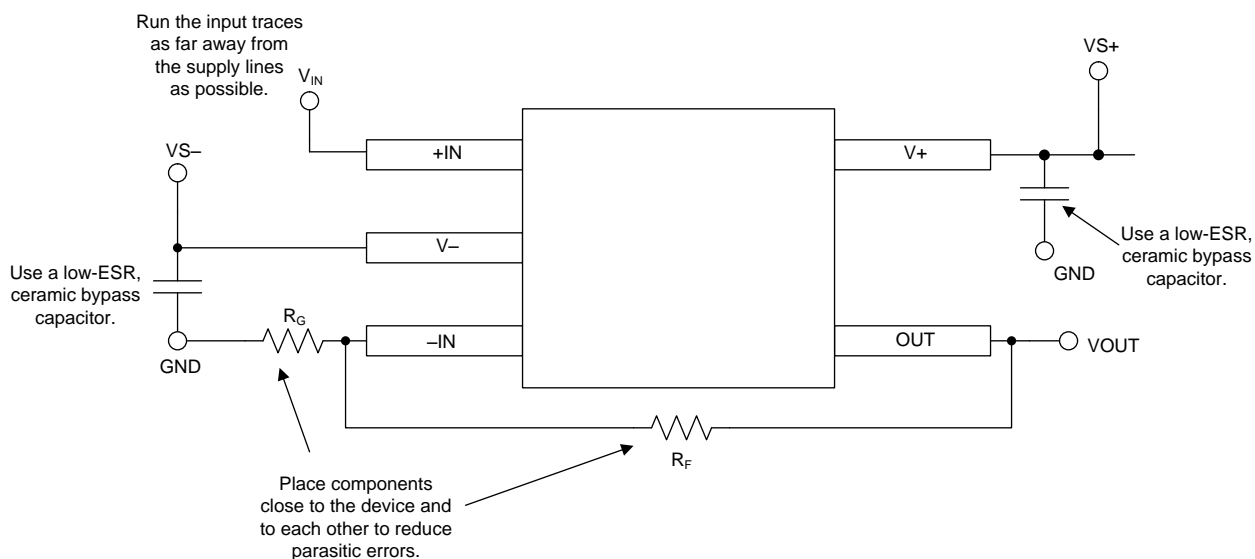 Run the input traces
as far away from
the supply lines
as possible.
VIN
VS+
VS–
+IN
V+
V–
Use a low-ESR,
ceramic bypass
capacitor.
Use a low-ESR,
ceramic bypass
capacitor.
GND
RG
–IN
OUT
GND
VOUT
RF
Place components
close to the device and
to each other to reduce
parasitic errors.